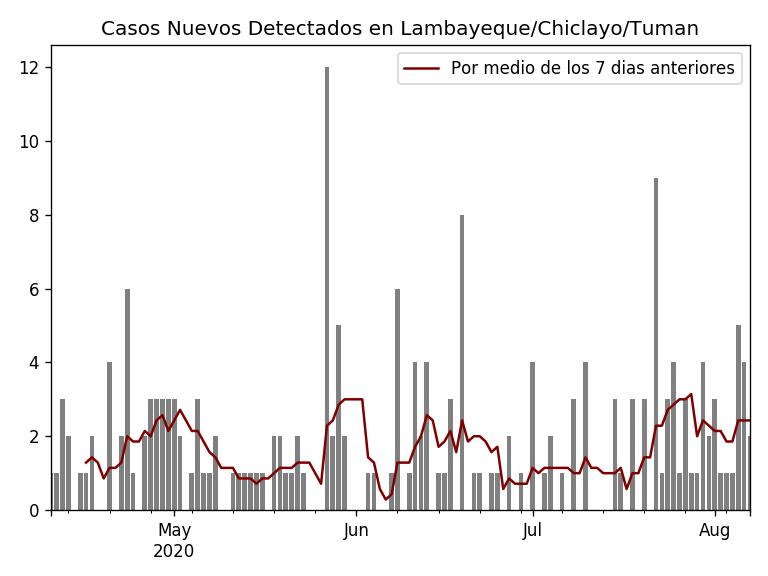 Casos Nuevos Detectados en Lambayeque/Chiclayo/Tuman
Por medio de los 7 dias anteriores
12
10
8
6
4
2
0
May
2020
Jun
Jul
Aug